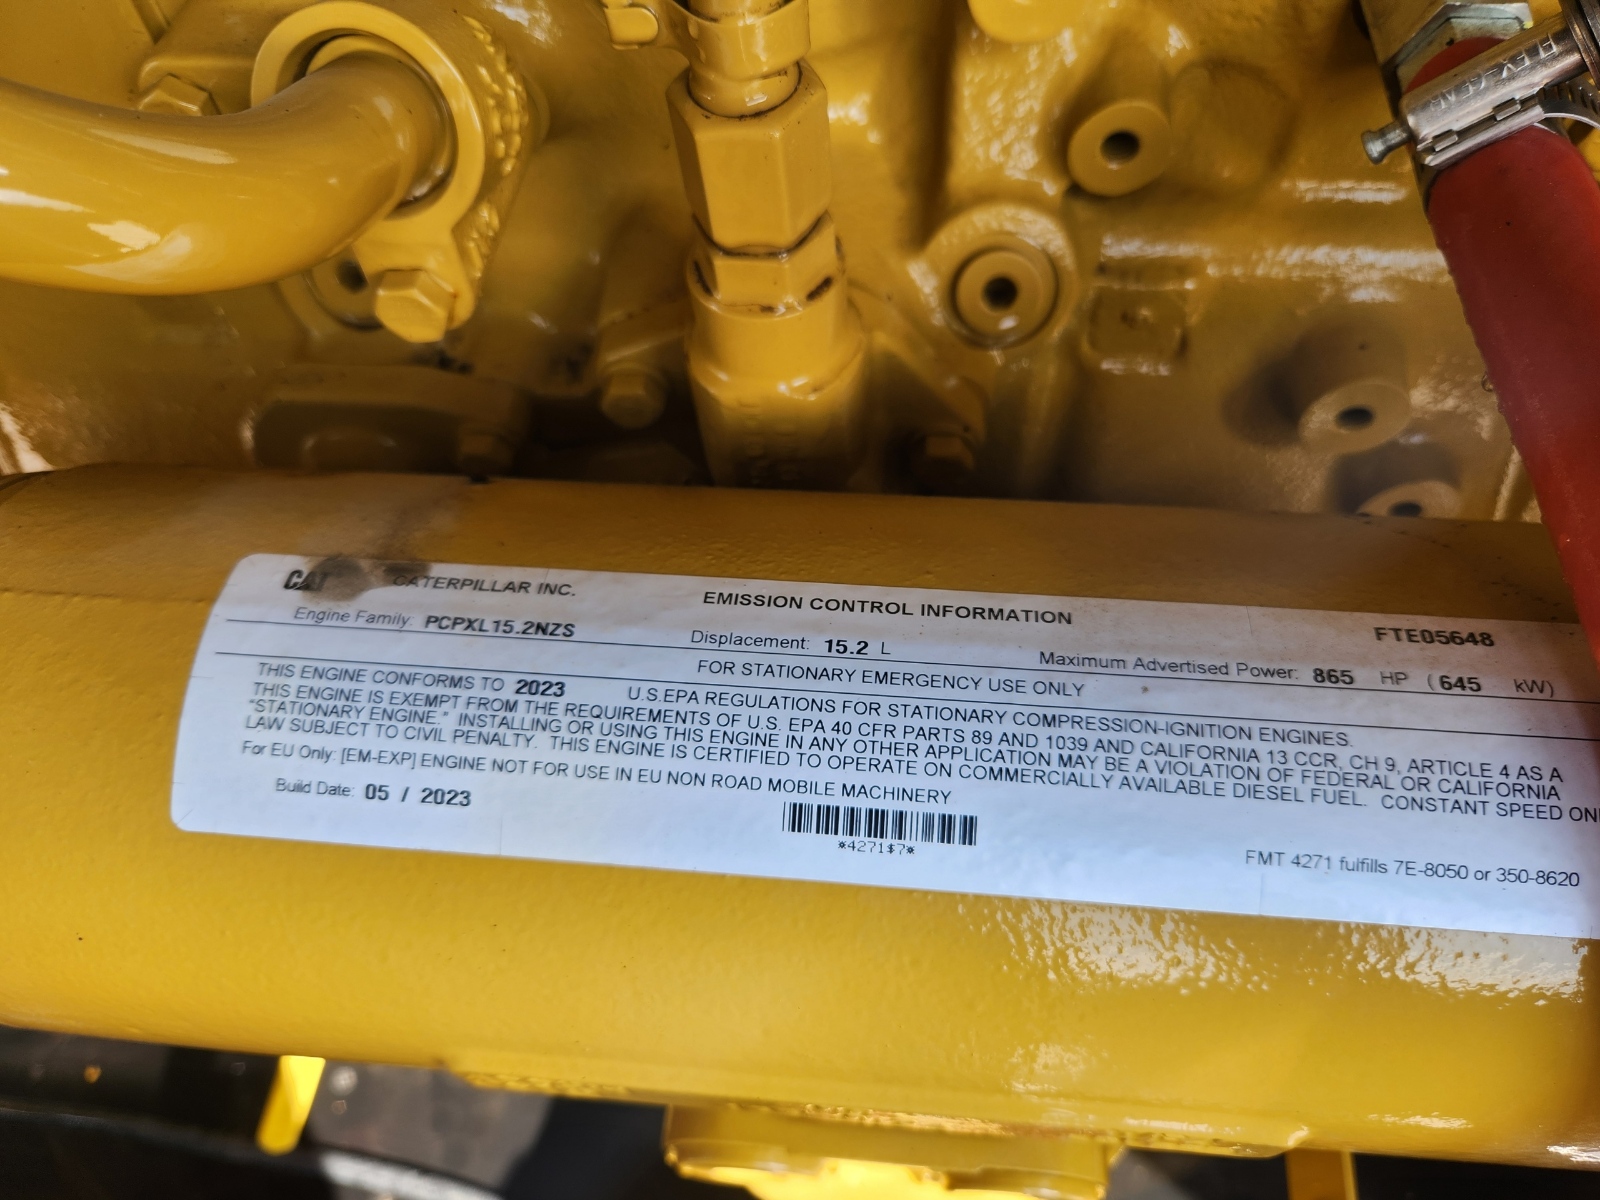 FLEX-GEAR
CAT CATERPILLAR INC.
EMISSION CONTROL INFORMATION
FTE05648
Engine Family: PCPXL15.2NZS Displacement: 15.2 L Maximum Advertised Power: 865 HP (645 kW)
FOR STATIONARY EMERGENCY USE ONLY
THIS ENGINE CONFORMS TO 2023 U.S.EPA REGULATIONS FOR STATIONARY COMPRESSION-IGNITION ENGINES.
THIS ENGINE IS EXEMPT FROM THE REQUIREMENTS OF U.S. EPA 40 CFR PARTS 89 AND 1039 AND CALIFORNIA 13 CCR, CH 9, ARTICLE 4 AS A
"STATIONARY ENGINE." INSTALLING OR USING THIS ENGINE IN ANY OTHER APPLICATION MAY BE A VIOLATION OF FEDERAL OR CALIFORNIA
LAW SUBJECT TO CIVIL PENALTY. THIS ENGINE IS CERTIFIED TO OPERATE ON COMMERCIALLY AVAILABLE DIESEL FUEL. CONSTANT SPEED ON
For EU Only: [EM-EXP] ENGINE NOT FOR USE IN EU NON ROAD MOBILE MACHINERY
Build Date: 05 / 2023
*4271$7*
FMT 4271 fulfills 7E-8050 or 350-8620